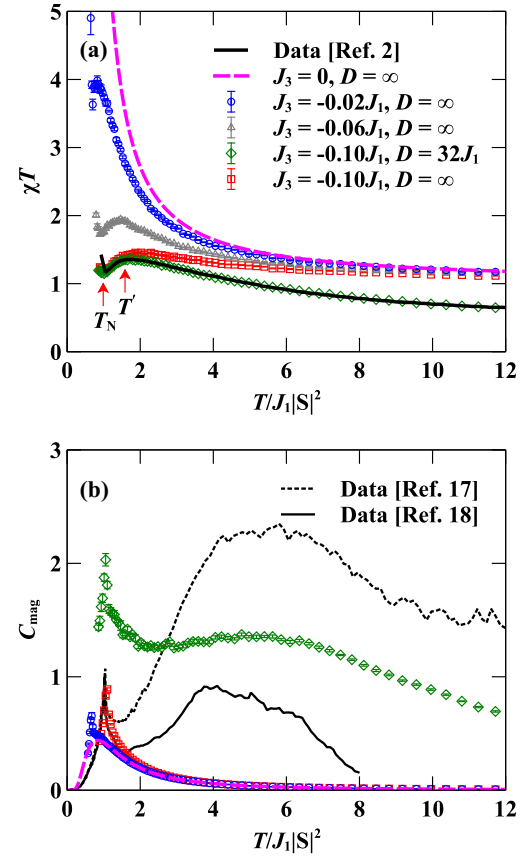 (a)
Data [Ref. 2]
J₃ = 0, D = ∞
J₃ = -0.02J₁, D = ∞
J₃ = -0.06J₁, D = ∞
J₃ = -0.10J₁, D = 32J₁
J₃ = -0.10J₁, D = ∞
χT
5
4
3
2
1
0
T_N T′
0 2 4 6 8 10 12
T/J₁|S|²
(b)
Data [Ref. 17]
Data [Ref. 18]
C_mag
3
2
1
0
0 2 4 6 8 10 12
T/J₁|S|²